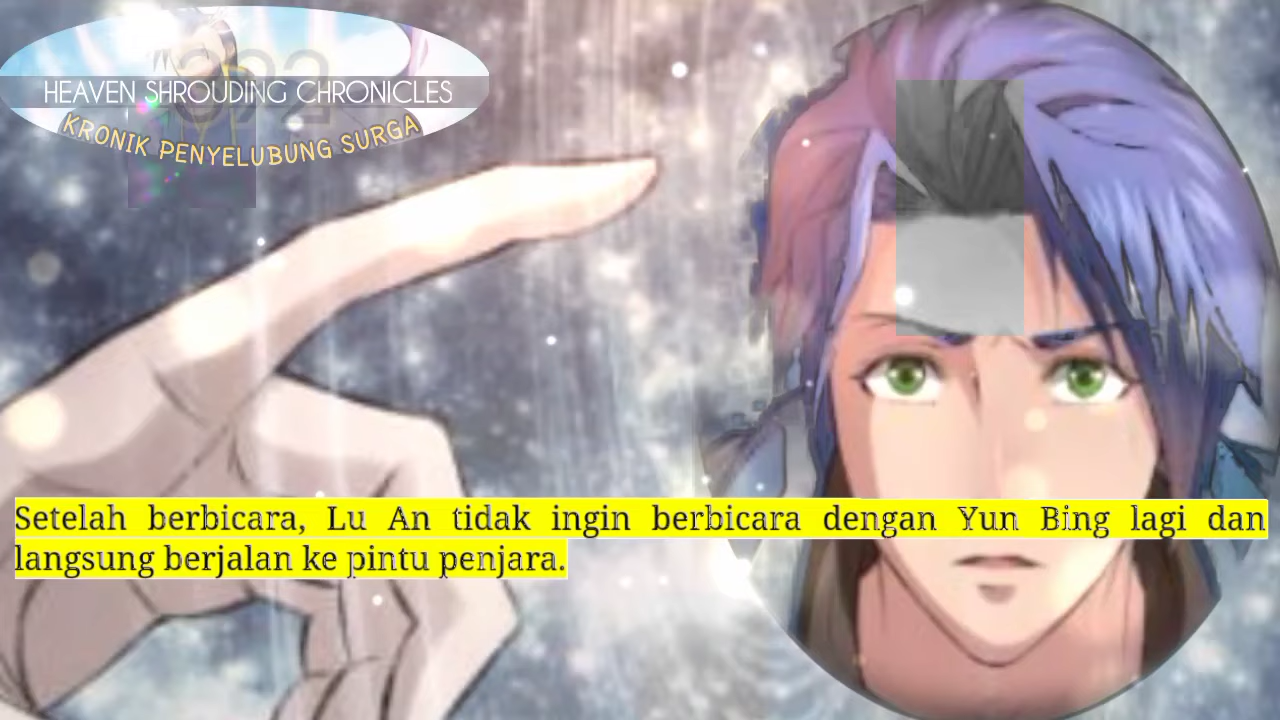 HEAVEN SHROUDING CHRONICLES
KRONIK PENYELUBUNG SURGA
Setelah berbicara, Lu An tidak ingin berbicara dengan Yun Bing lagi dan
langsung berjalan ke pintu penjara.